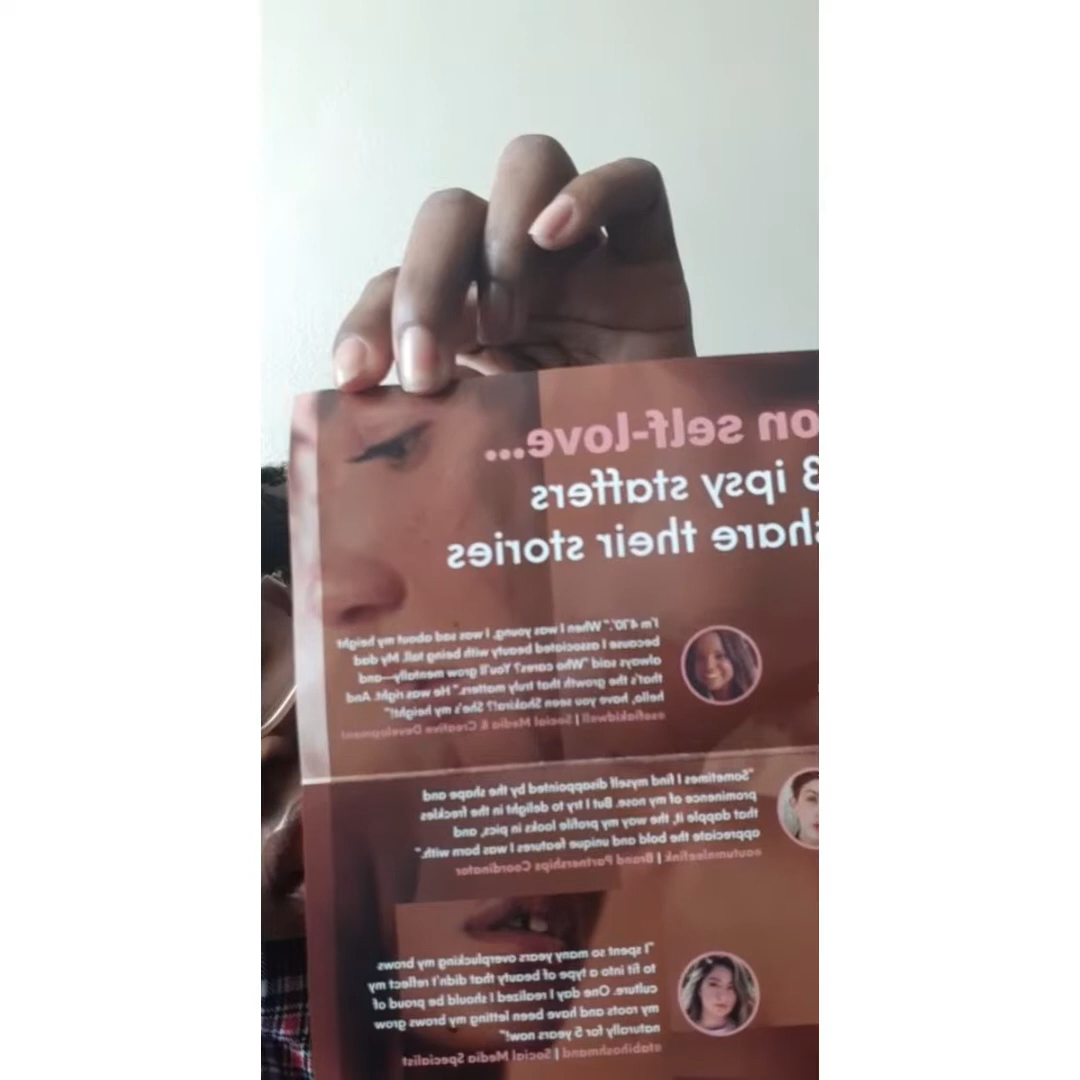 on self-love...
3 ipsy staffers
share their stories
I'm 4'10"." When I was young, I was sad about my height
because I associated beauty with being tall. My dad
always said "Who cares? You'll grow mentally—and
that's the growth that truly matters." He was right. And
hello, have you seen Shakira!? She's my height!"
@safiakidwell | Social Media & Creative Development
"Sometimes I find myself disappointed by the shape and
prominence of my nose. But I try to delight in the freckles
that dapple it, the way my profile looks in pics, and
appreciate the bold and unique features I was born with."
@autumnleefink | Brand Partnerships Coordinator
"I spent so many years overplucking my brows
to fit into a type of beauty that didn't reflect my
culture. One day I realized I should be proud of
my roots and have been letting my brows grow
naturally for 5 years now!"
@tabihashmand | Social Media Specialist